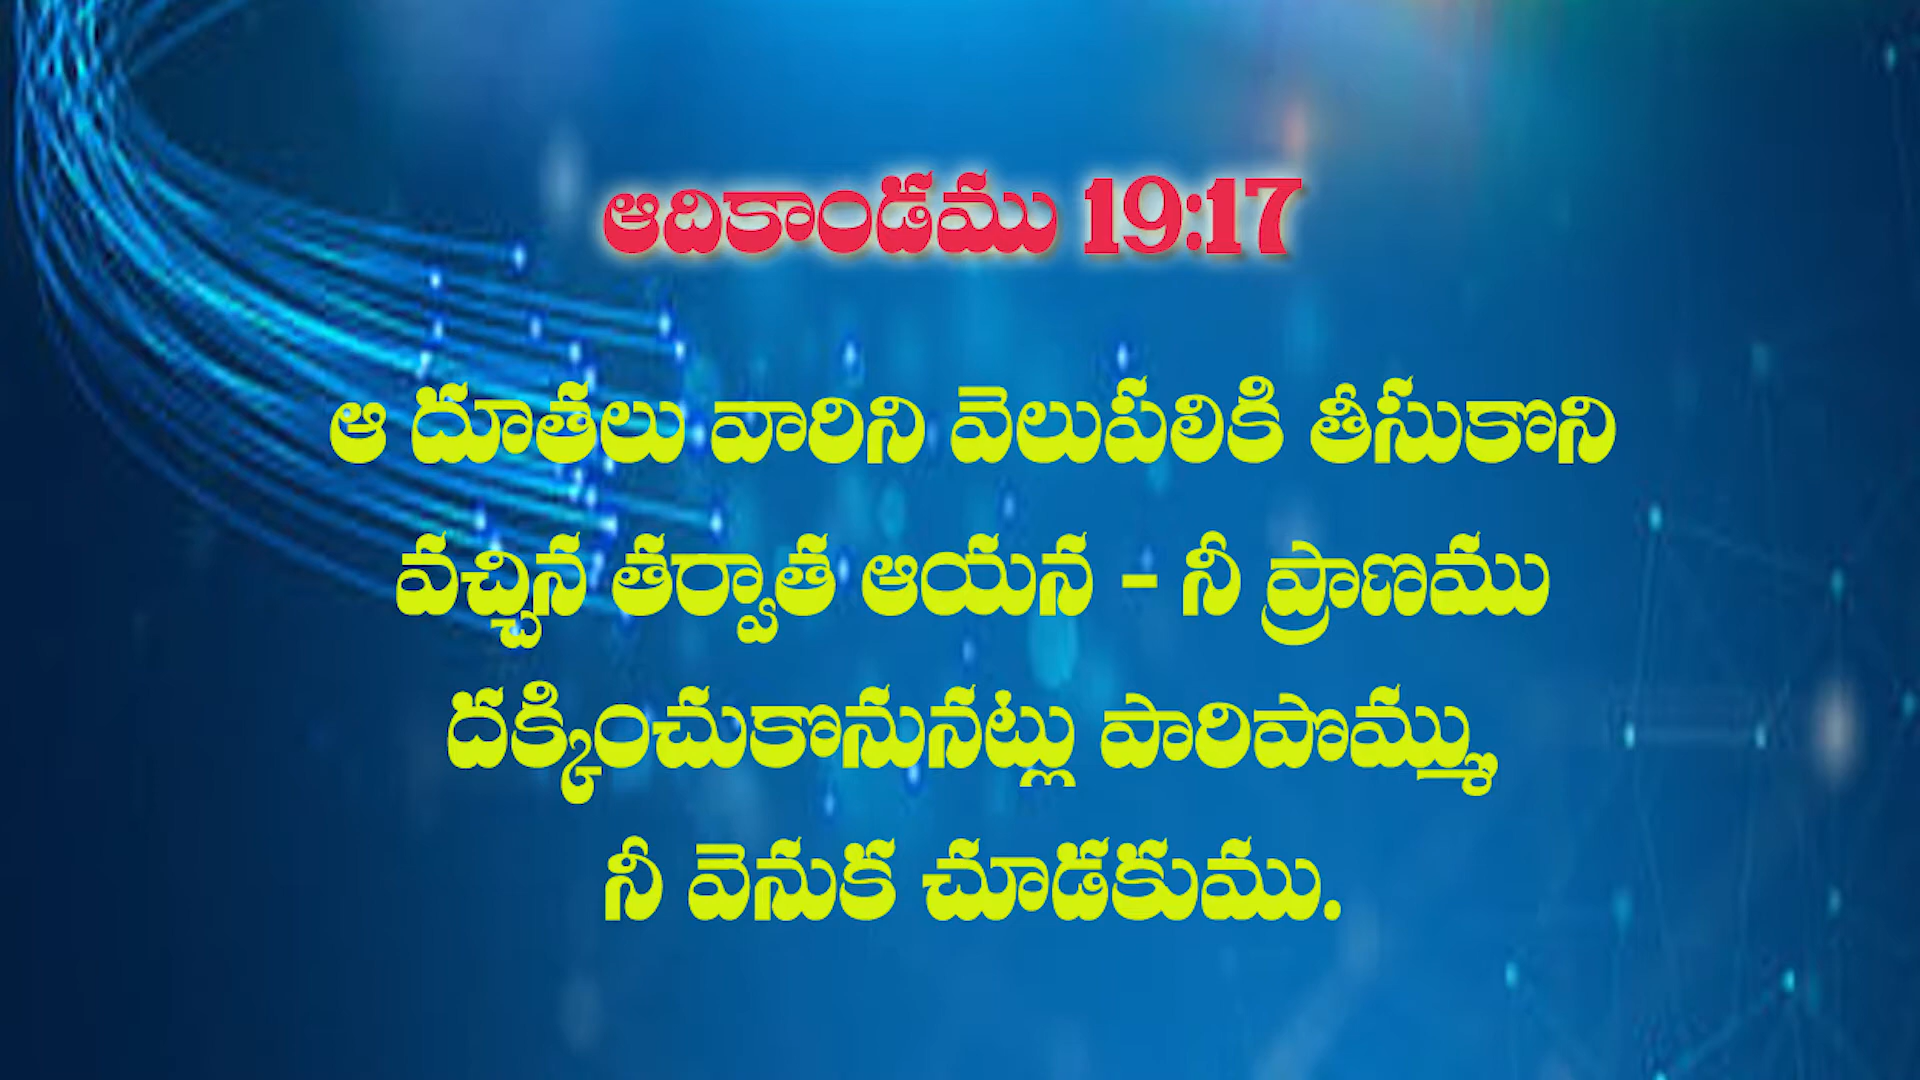 ఆదికాండము 19:17
ఆ దూతలు వారిని వెలుపలికి తీసుకొని
వచ్చిన తర్వాత ఆయన - నీ ప్రాణము
దక్కించుకొనునట్లు పారిపొమ్ము
నీ వెనుక చూడకుము.